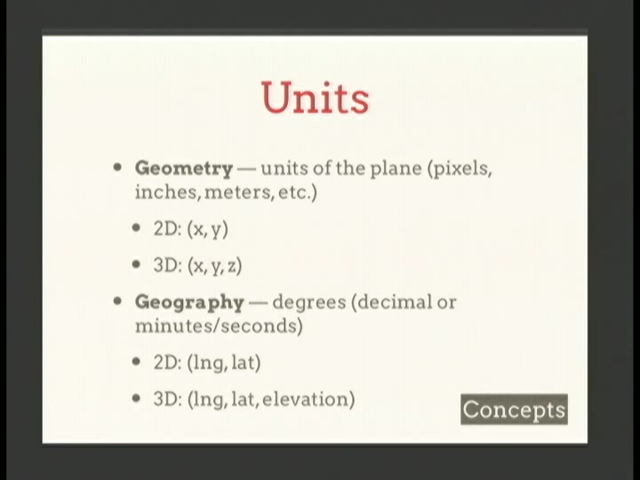 Units
• Geometry — units of the plane (pixels,
inches, meters, etc.)
• 2D: (x, y)
• 3D: (x, y, z)
• Geography — degrees (decimal or
minutes/seconds)
• 2D: (lng, lat)
• 3D: (lng, lat, elevation)
Concepts